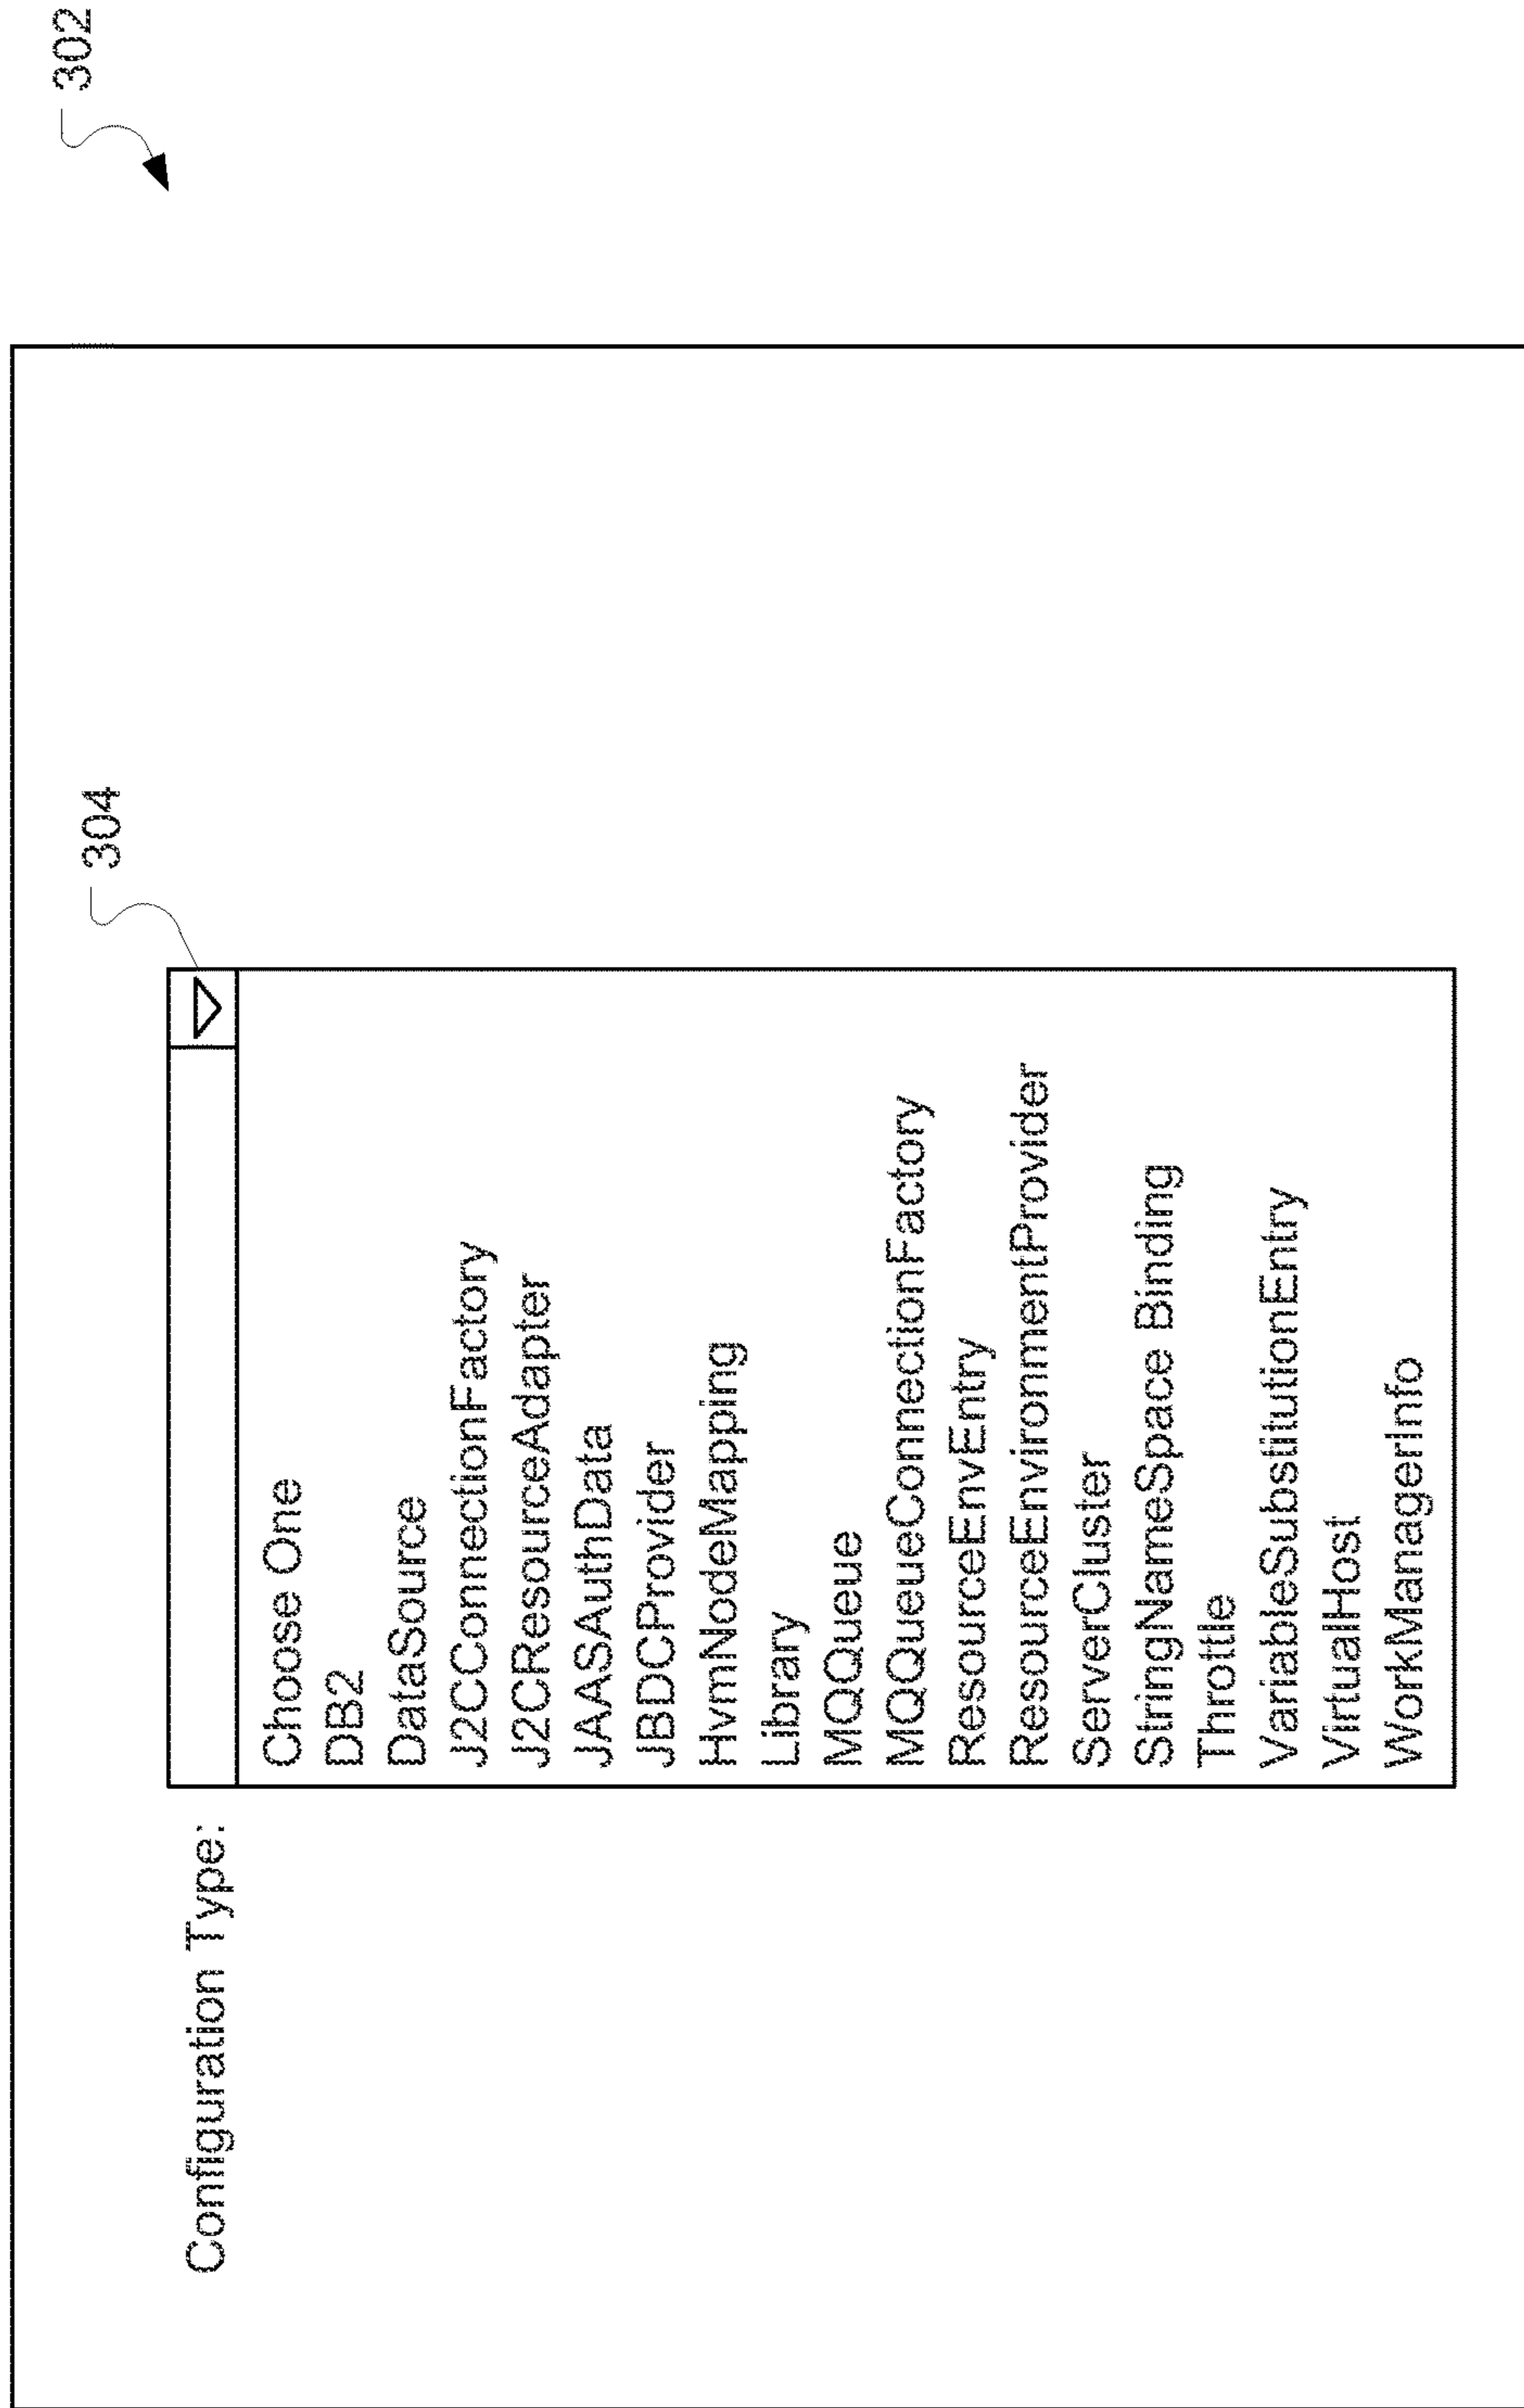 302
304
Configuration Type:
Choose One
DB2
DataSource
J2CConnectionFactory
J2CResourceAdapter
JAASAuthData
JBDCProvider
HvmNodeMapping
Library
MQQueue
MQQueueConnectionFactory
ResourceEnvEntry
ResourceEnvironmentProvider
ServerCluster
StringNameSpace Binding
Throttle
VariableSubstitutionEntry
VirtualHost
WorkManagerInfo